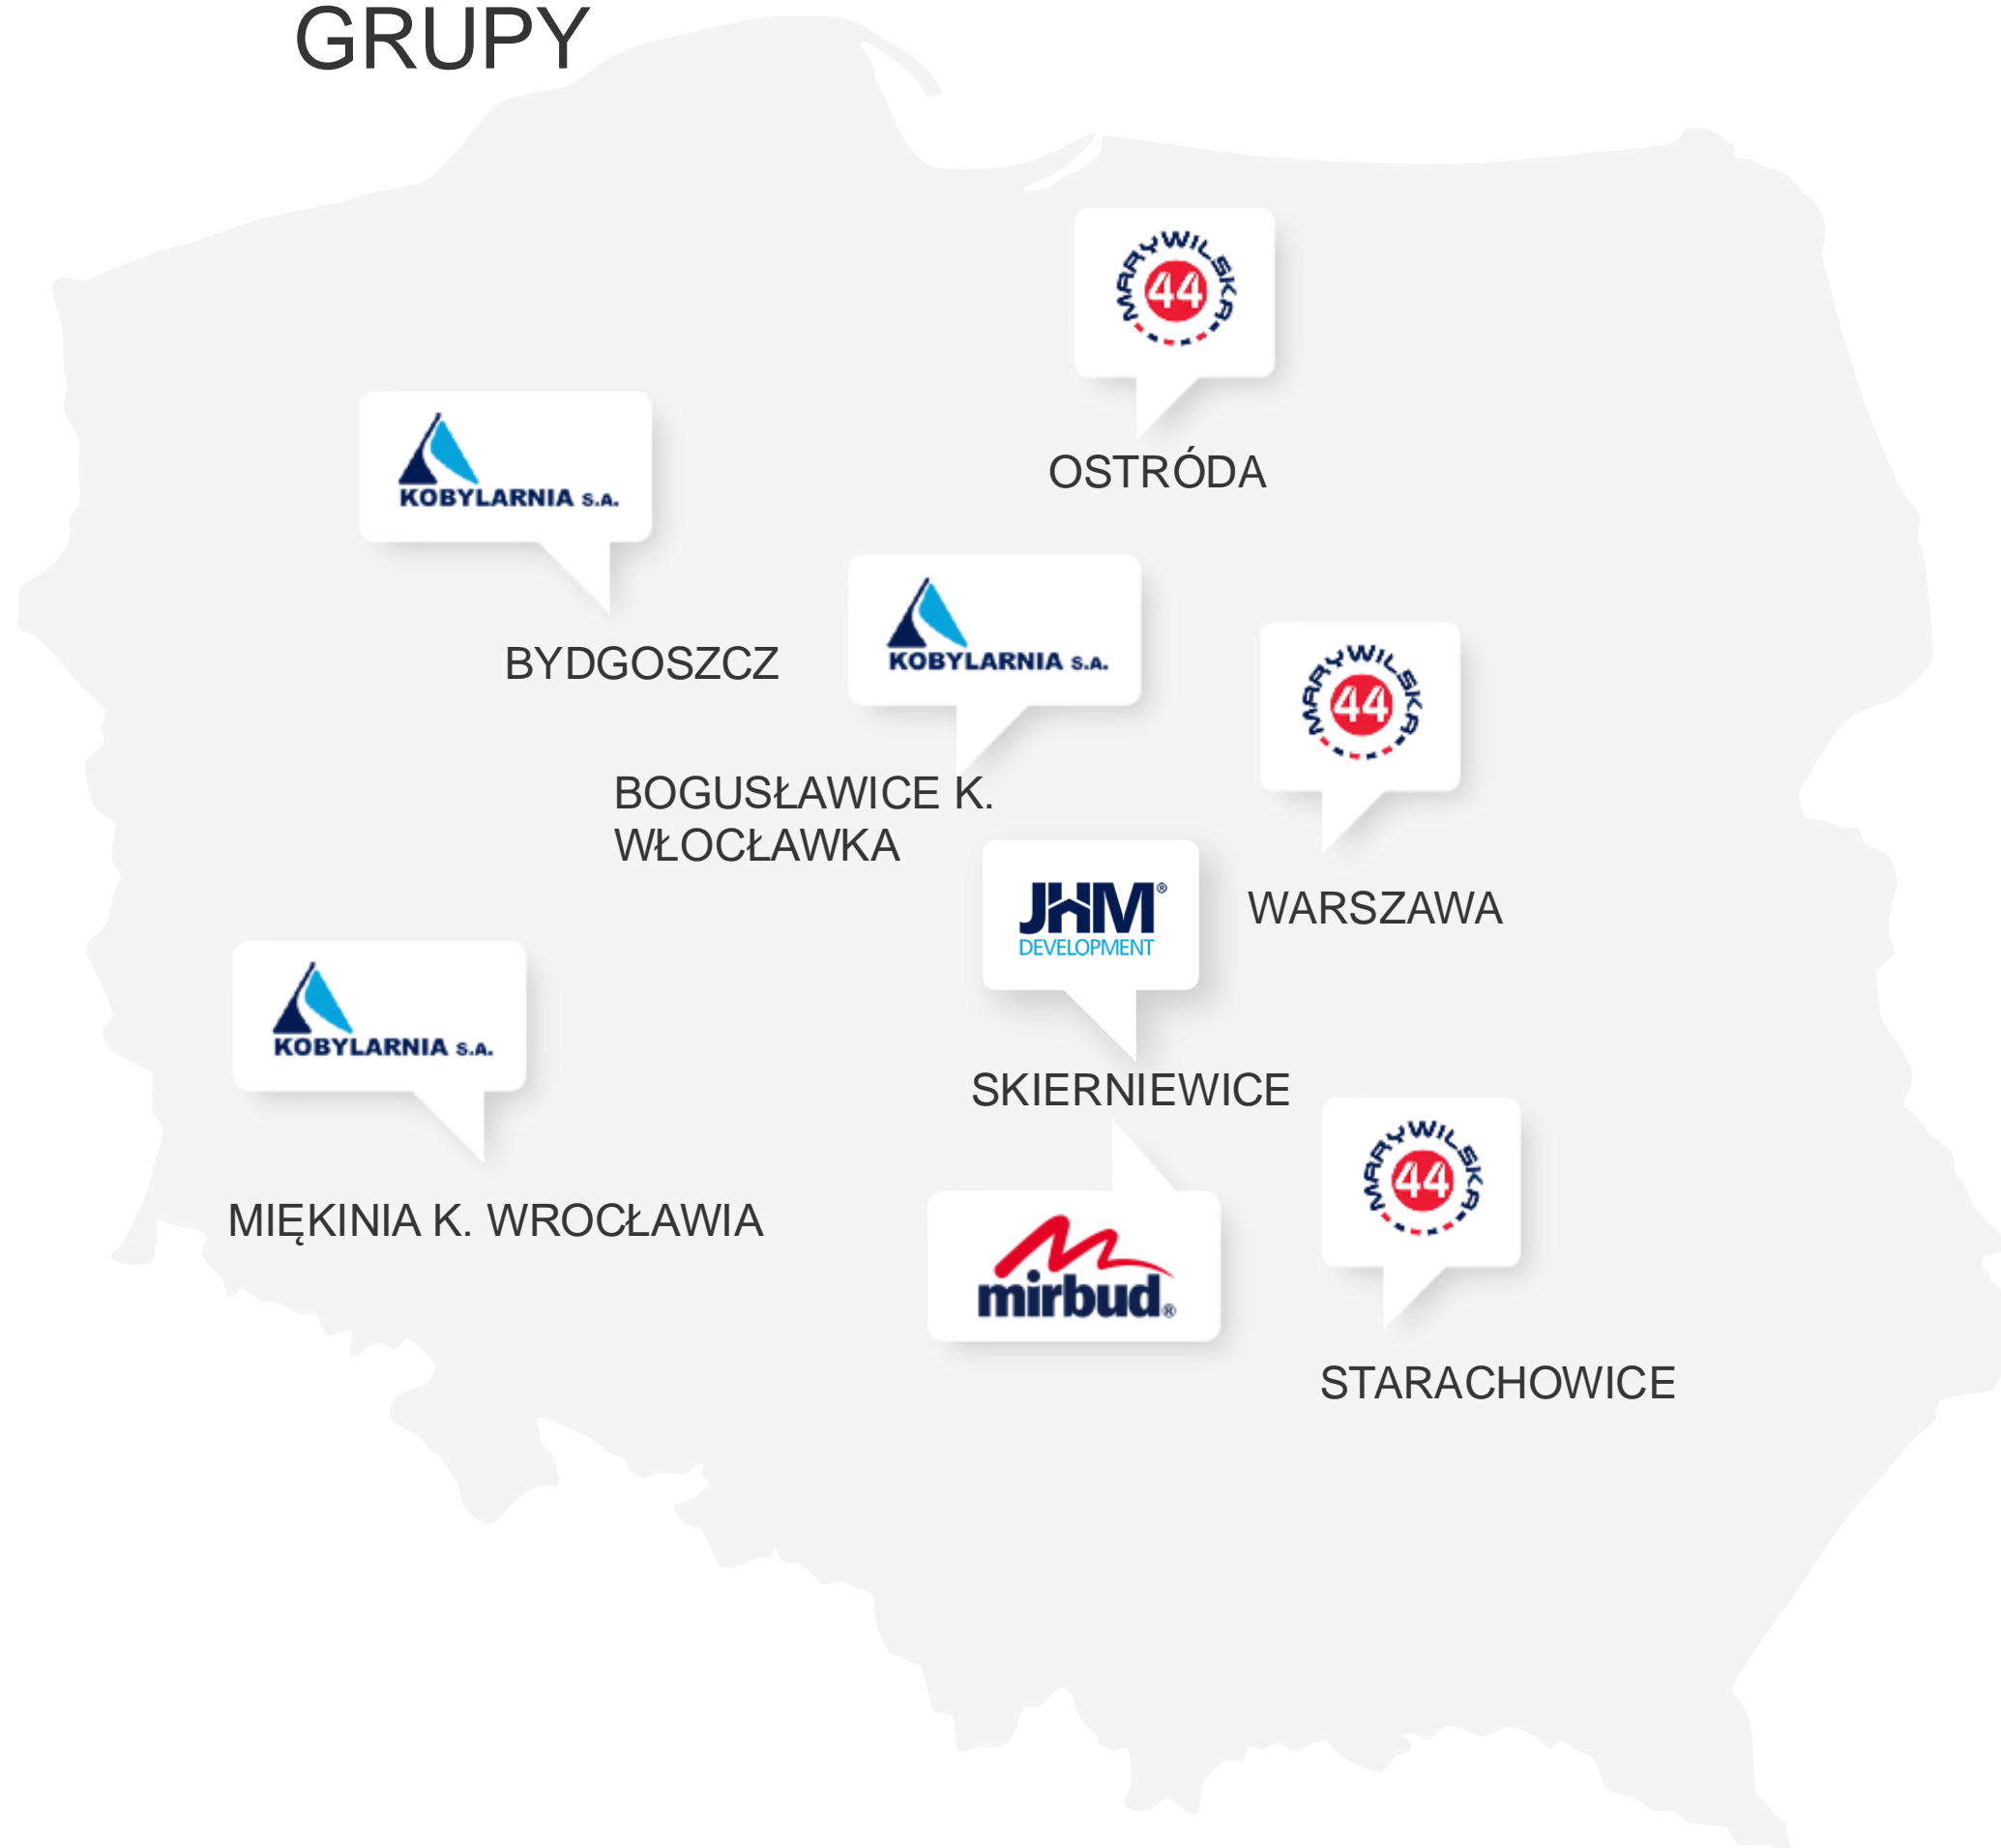 GRUPY
MARYWILSKA
44
OSTRÓDA
KOBYLARNIA S.A.
BYDGOSZCZ
KOBYLARNIA S.A.
BOGUSŁAWICE K.
WŁOCŁAWKA
MARYWILSKA
44
WARSZAWA
JHM®
DEVELOPMENT
SKIERNIEWICE
KOBYLARNIA S.A.
MIĘKINIA K. WROCŁAWIA
mirbud®
MARYWILSKA
44
STARACHOWICE